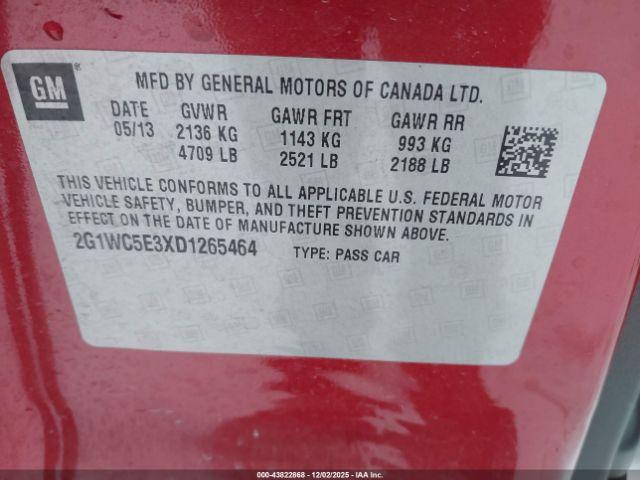 GM
MFD BY GENERAL MOTORS OF CANADA LTD.
DATE GVWR GAWR FRT GAWR RR
05/13 2136 KG 1143 KG 993 KG
4709 LB 2521 LB 2188 LB
THIS VEHICLE CONFORMS TO ALL APPLICABLE U.S. FEDERAL MOTOR
VEHICLE SAFETY, BUMPER, AND THEFT PREVENTION STANDARDS IN
EFFECT ON THE DATE OF MANUFACTURE SHOWN ABOVE.
2G1WC5E3XD1265464 TYPE: PASS CAR
000-43822868 - 12/02/2025 - IAAI.COM